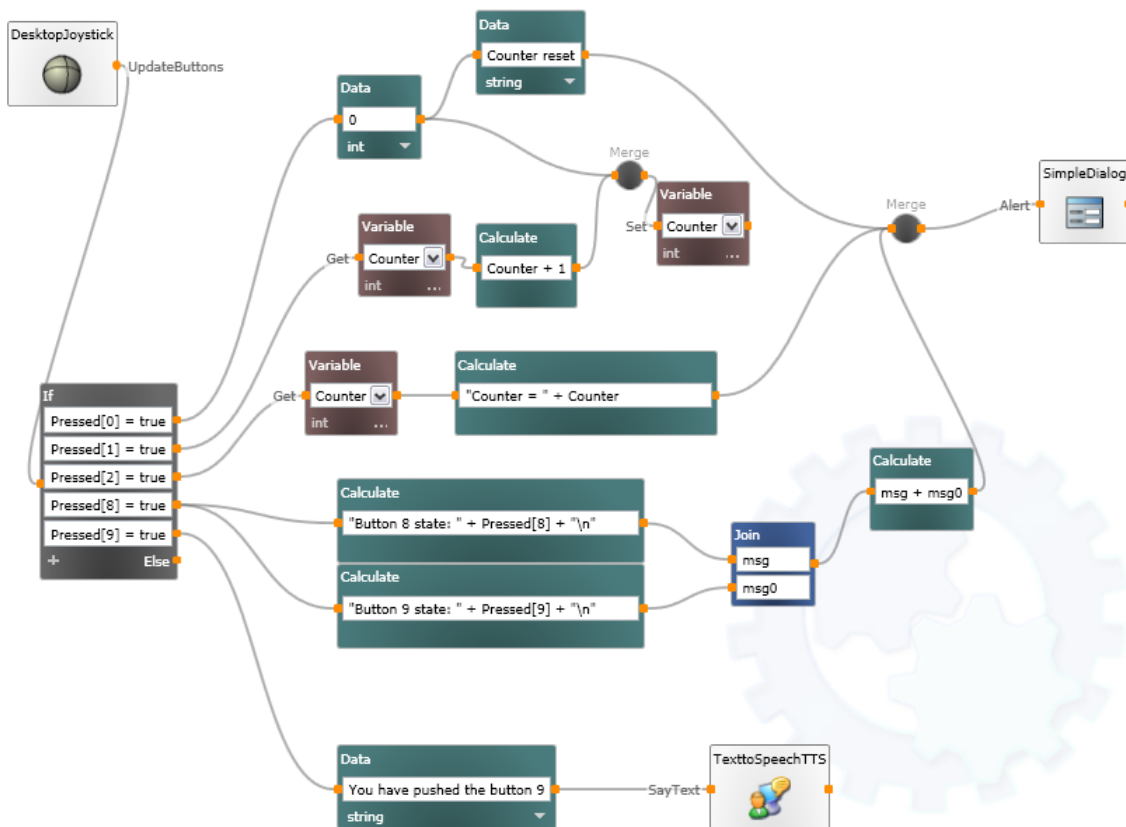 DesktopJoystick
UpdateButtons
Data
Counter reset
string
Data
0
int
Merge
Variable
Set
Counter
int
...
Variable
Get
Counter
int
...
Calculate
Counter + 1
Merge
Alert
SimpleDialog
Variable
Get
Counter
int
...
Calculate
"Counter = " + Counter
If
Pressed[0] = true
Pressed[1] = true
Pressed[2] = true
Pressed[8] = true
Pressed[9] = true
+
Else
Calculate
"Button 8 state: " + Pressed[8] + "\n"
Calculate
"Button 9 state: " + Pressed[9] + "\n"
Join
msg
msg0
Calculate
msg + msg0
Data
You have pushed the button 9
string
SayText
TexttoSpeechTTS